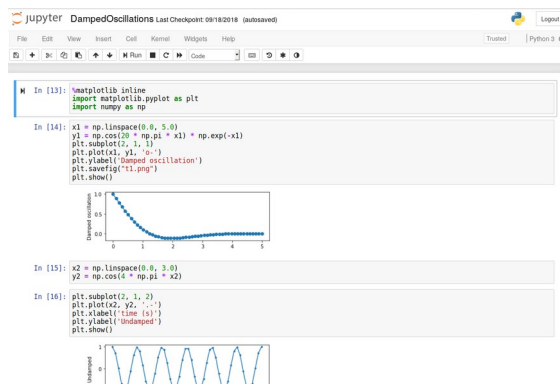 jupyter DampedOscillations Last Checkpoint: 09/18/2018 (autosaved)
Logout
File Edit View Insert Cell Kernel Widgets Help
Trusted Python 3
Run Code
In [13]: %matplotlib inline
import matplotlib.pyplot as plt
import numpy as np
In [14]: x1 = np.linspace(0.0, 5.0)
y1 = np.cos(20 * np.pi * x1) * np.exp(-x1)
plt.subplot(2, 1, 1)
plt.plot(x1, y1, 'o-')
plt.ylabel('Damped oscillation')
plt.savefig("t1.png")
plt.show()
Damped oscillation
1.0
0.5
0.0
0 1 2 3 4 5
In [15]: x2 = np.linspace(0.0, 3.0)
y2 = np.cos(4 * np.pi * x2)
In [16]: plt.subplot(2, 1, 2)
plt.plot(x2, y2, '.-')
plt.xlabel('time (s)')
plt.ylabel('Undamped')
plt.show()
Undamped
1
0